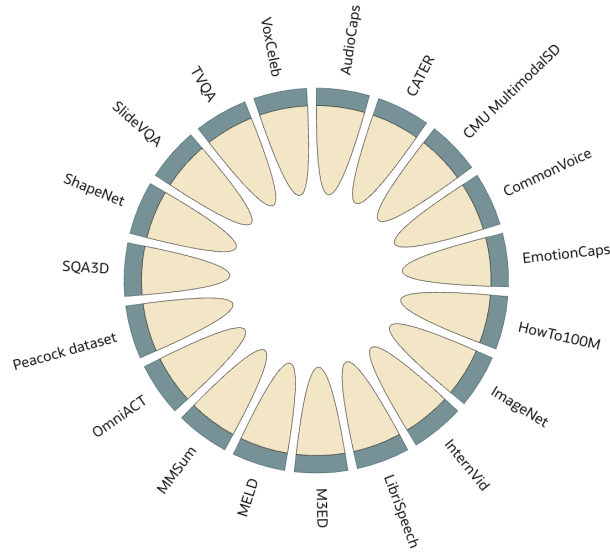 AudioCaps
CATER
CMU MultimodalSD
CommonVoice
EmotionCaps
HowTo100M
ImageNet
InternVid
LibriSpeech
M3ED
MELD
MMSum
OmniACT
Peacock dataset
SQA3D
ShapeNet
SlideVQA
TVQA
VoxCeleb